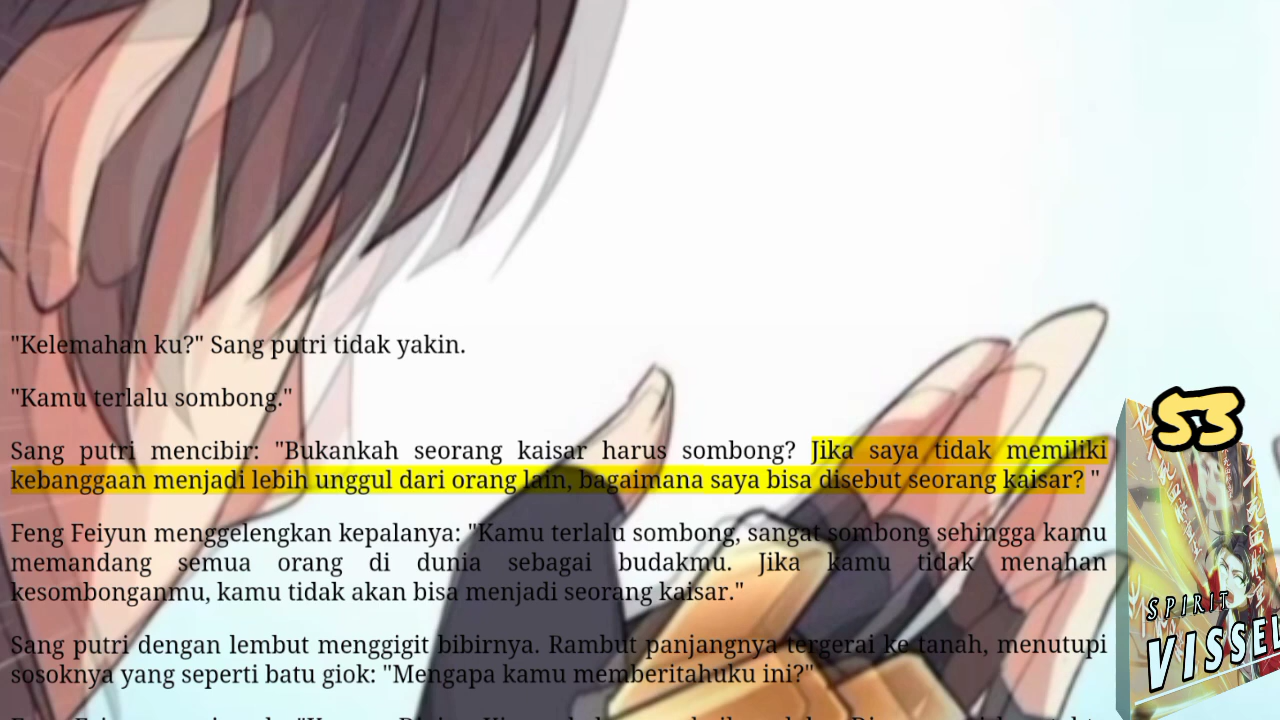 "Kelemahan ku?" Sang putri tidak yakin.
"Kamu terlalu sombong."
Sang putri mencibir: "Bukankah seorang kaisar harus sombong? Jika saya tidak memiliki
kebanggaan menjadi lebih unggul dari orang lain, bagaimana saya bisa disebut seorang kaisar? "
Feng Feiyun menggelengkan kepalanya: "Kamu terlalu sombong, sangat sombong sehingga kamu
memandang semua orang di dunia sebagai budakmu. Jika kamu tidak menahan
kesombonganmu, kamu tidak akan bisa menjadi seorang kaisar."
Sang putri dengan lembut menggigit bibirnya. Rambut panjangnya tergerai ke tanah, menutupi
sosoknya yang seperti batu giok: "Mengapa kamu memberitahuku ini?"
53
SPIRIT
VISSEL